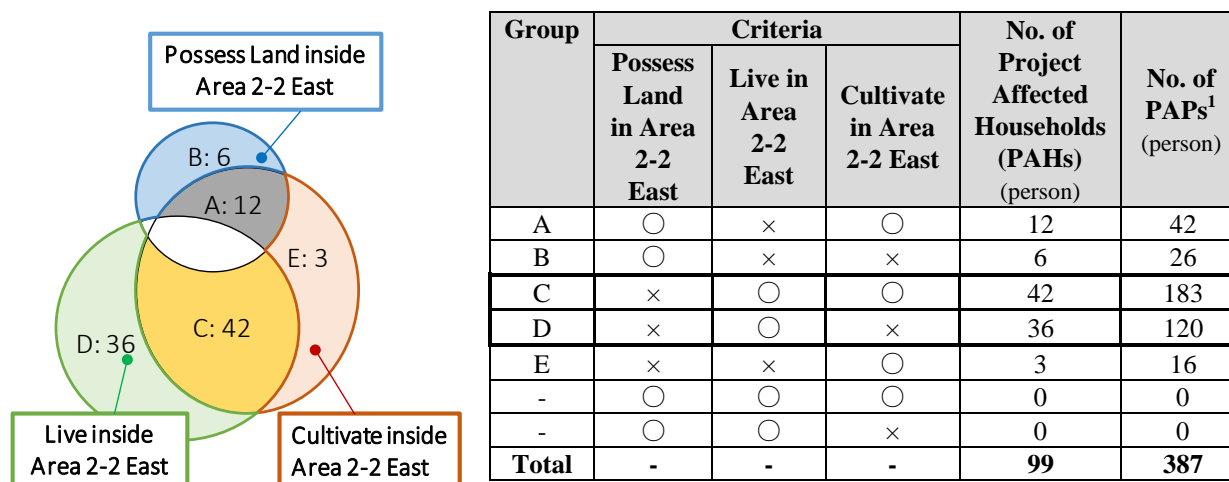 Possess Land inside
Area 2-2 East
B: 6
A: 12
E: 3
C: 42
D: 36
Live inside
Area 2-2 East
Cultivate inside
Area 2-2 East
Group Criteria No. of Project Affected Households (PAHs) (person) No. of PAPs¹ (person)
Possess Land in Area 2-2 East Live in Area 2-2 East Cultivate in Area 2-2 East
A ○ × ○ 12 42
B ○ × × 6 26
C × ○ ○ 42 183
D × ○ × 36 120
E × × ○ 3 16
- ○ ○ ○ 0 0
- ○ ○ × 0 0
Total - - - 99 387